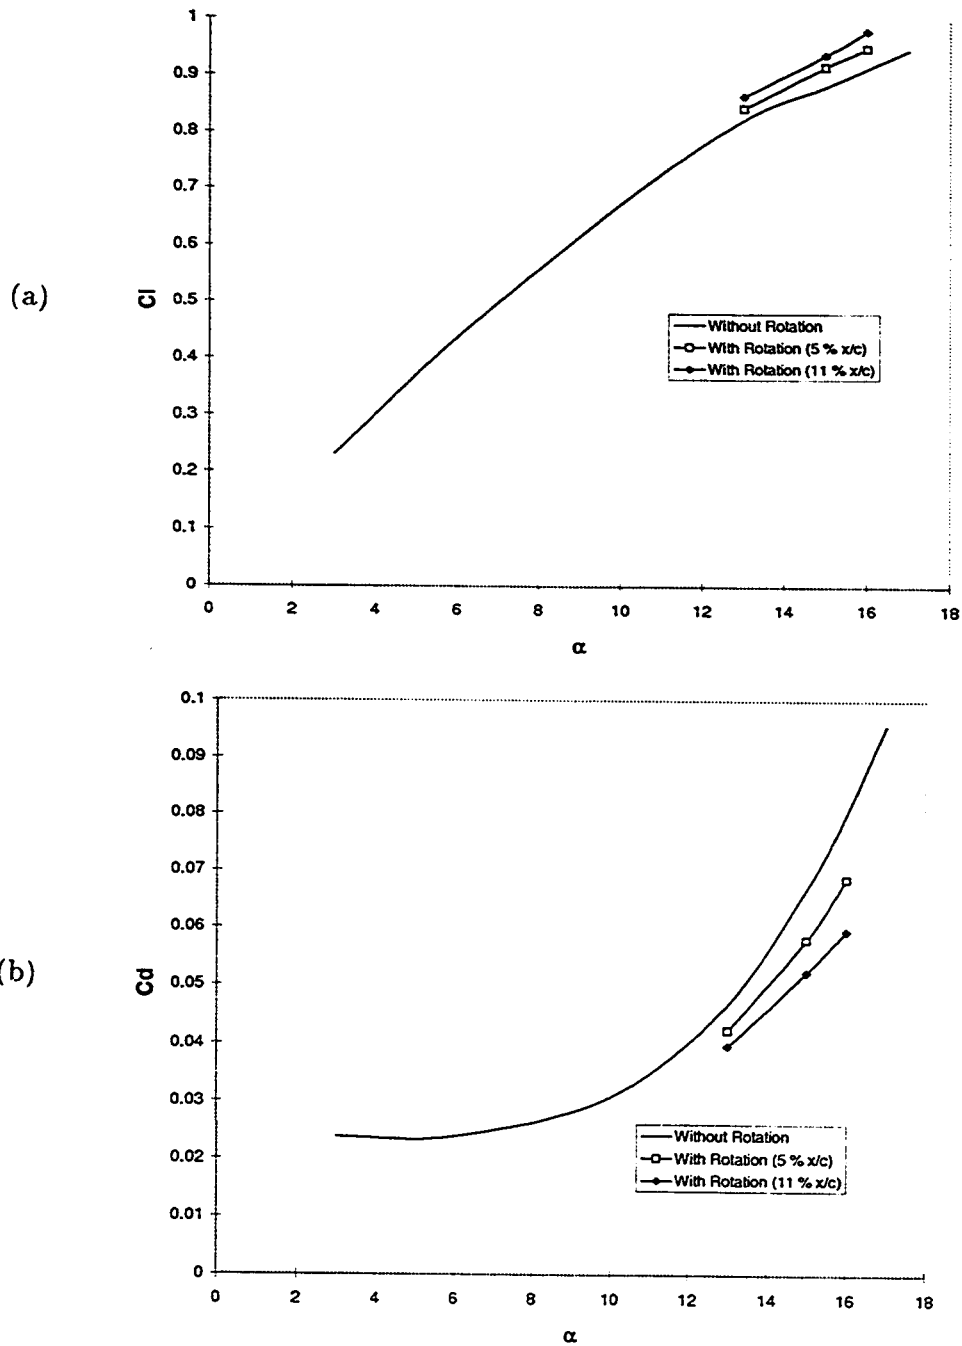 (a)
Cl
1
0.9
0.8
0.7
0.6
0.5
0.4
0.3
0.2
0.1
0
0 2 4 6 8 10 12 14 16 18
α
Without Rotation
With Rotation (5 % x/c)
With Rotation (11 % x/c)
(b)
Cd
0.1
0.09
0.08
0.07
0.06
0.05
0.04
0.03
0.02
0.01
0
0 2 4 6 8 10 12 14 16 18
α
Without Rotation
With Rotation (5 % x/c)
With Rotation (11 % x/c)